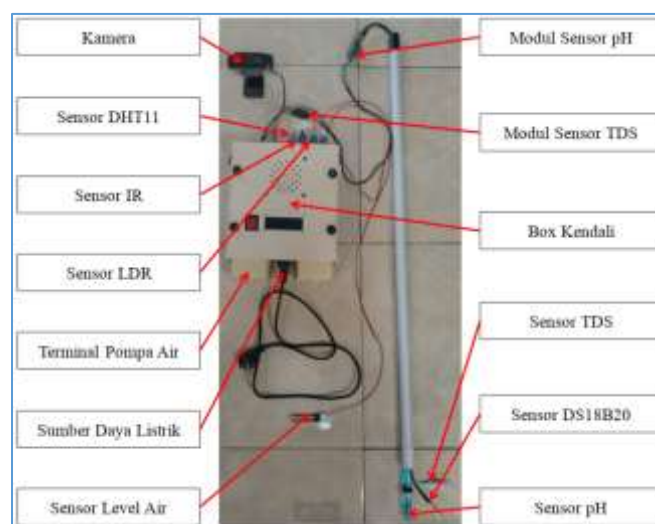 Kamera
Modul Sensor pH
Sensor DHT11
Modul Sensor TDS
Sensor IR
Box Kendali
Sensor LDR
Sensor TDS
Terminal Pompa Air
Sensor DS18B20
Sumber Daya Listrik
Sensor Level Air
Sensor pH